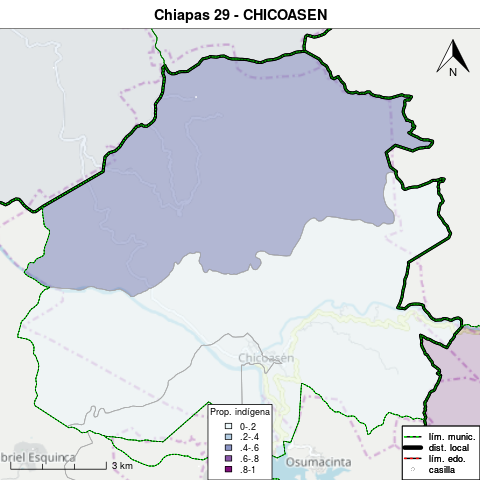 Chiapas 29 - CHICOASEN
N
Chicoasén
Prop. indígena
0-.2
.2-.4
.4-.6
.6-.8
.8-1
lím. munic.
dist. local
lím. edo.
casilla
briel Esquinca
3 km
Osumacinta